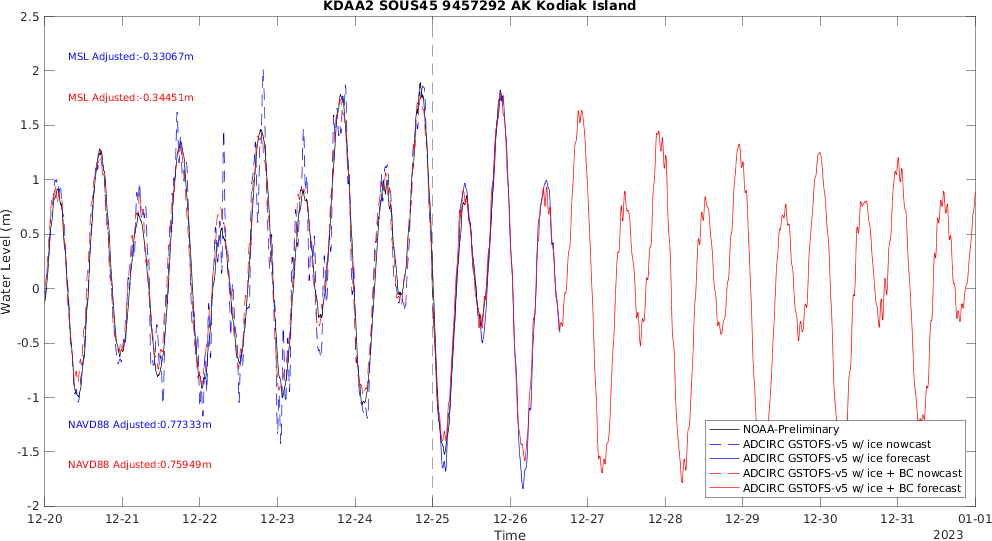 KDAA2 SOUS45 9457292 AK Kodiak Island
2.5
2
1.5
1
0.5
0
-0.5
-1
-1.5
-2
Water Level (m)
MSL Adjusted:-0.33067m
MSL Adjusted:-0.34451m
NAVD88 Adjusted:0.77333m
NAVD88 Adjusted:0.75949m
NOAA-Preliminary
ADCIRC GSTOFS-v5 w/ ice nowcast
ADCIRC GSTOFS-v5 w/ ice forecast
ADCIRC GSTOFS-v5 w/ ice + BC nowcast
ADCIRC GSTOFS-v5 w/ ice + BC forecast
12-20 12-21 12-22 12-23 12-24 12-25 12-26 12-27 12-28 12-29 12-30 12-31 01-01
Time
2023